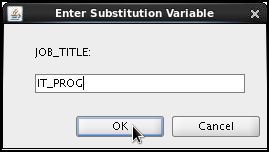 Enter Substitution Variable
JOB_TITLE:
IT_PROG
OK
Cancel